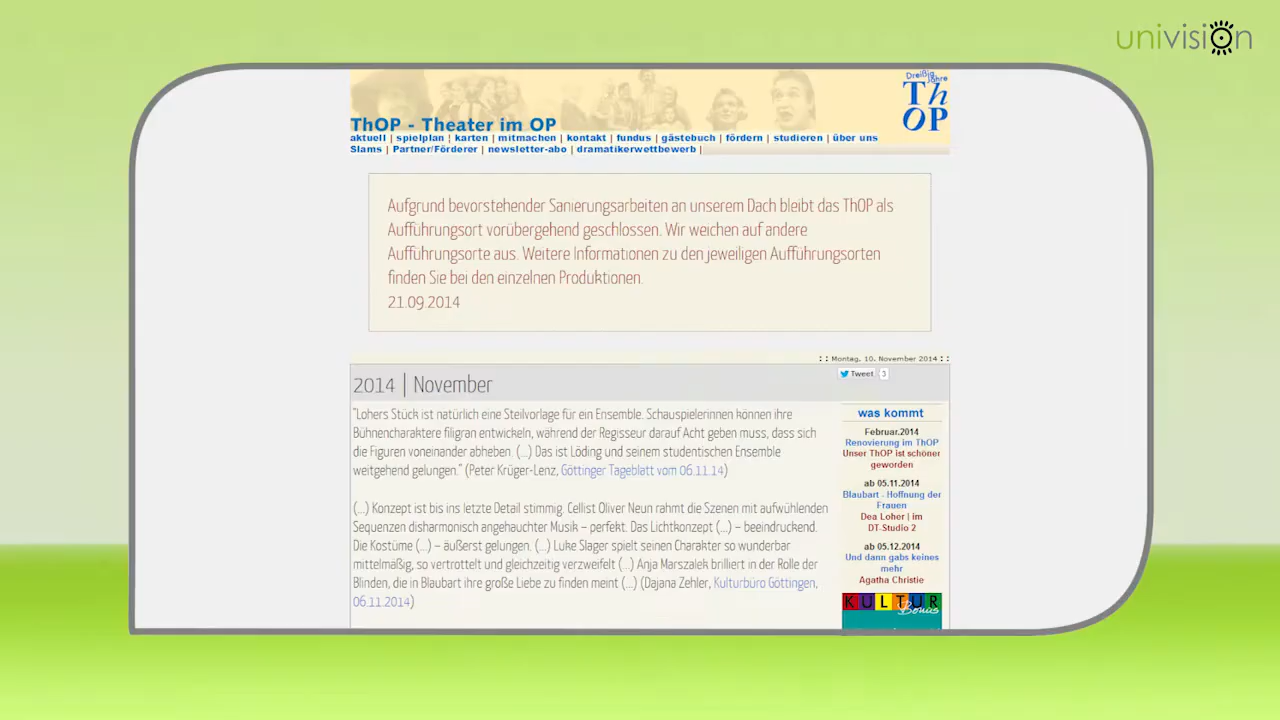 univision
Dreißig Jahre
Th
OP
ThOP - Theater im OP
aktuell | spielplan | karten | mitmachen | kontakt | fundus | gästebuch | fördern | studieren | über uns
Slams | Partner/Förderer | newsletter-abo | dramatikerwettbewerb |
Aufgrund bevorstehender Sanierungsarbeiten an unserem Dach bleibt das ThOP als
Aufführungsort vorübergehend geschlossen. Wir weichen auf andere
Aufführungsorte aus. Weitere Informationen zu den jeweiligen Aufführungsorten
finden Sie bei den einzelnen Produktionen.
21.09.2014
: : Montag, 10. November 2014 : :
2014 | November
Tweet 3
"Lohers Stück ist natürlich eine Steilvorlage für ein Ensemble. Schauspielerinnen können ihre
Bühnencharaktere filigran entwickeln, während der Regisseur darauf Acht geben muss, dass sich
die Figuren voneinander abheben. (...) Das ist Löding und seinem studentischen Ensemble
weitgehend gelungen." (Peter Krüger-Lenz, Göttinger Tageblatt vom 06.11.14)
(...) Konzept ist bis ins letzte Detail stimmig. Cellist Oliver Neun rahmt die Szenen mit aufwühlenden
Sequenzen disharmonisch angehauchter Musik – perfekt. Das Lichtkonzept (...) – beeindruckend.
Die Kostüme (...) – äußerst gelungen. (...) Luke Slager spielt seinen Charakter so wunderbar
mittelmäßig, so vertrottelt und gleichzeitig verzweifelt (...) Anja Marszalek brilliert in der Rolle der
Blinden, die in Blaubart ihre große Liebe zu finden meint (...) (Dajana Zehler, Kulturbüro Göttingen,
06.11.2014)
was kommt
Februar.2014
Renovierung im ThOP
Unser ThOP ist schöner
geworden
ab 05.11.2014
Blaubart - Hoffnung der
Frauen
Dea Loher | im
DT-Studio 2
ab 05.12.2014
Und dann gabs keines
mehr
Agatha Christie
KULTUR
Bonus